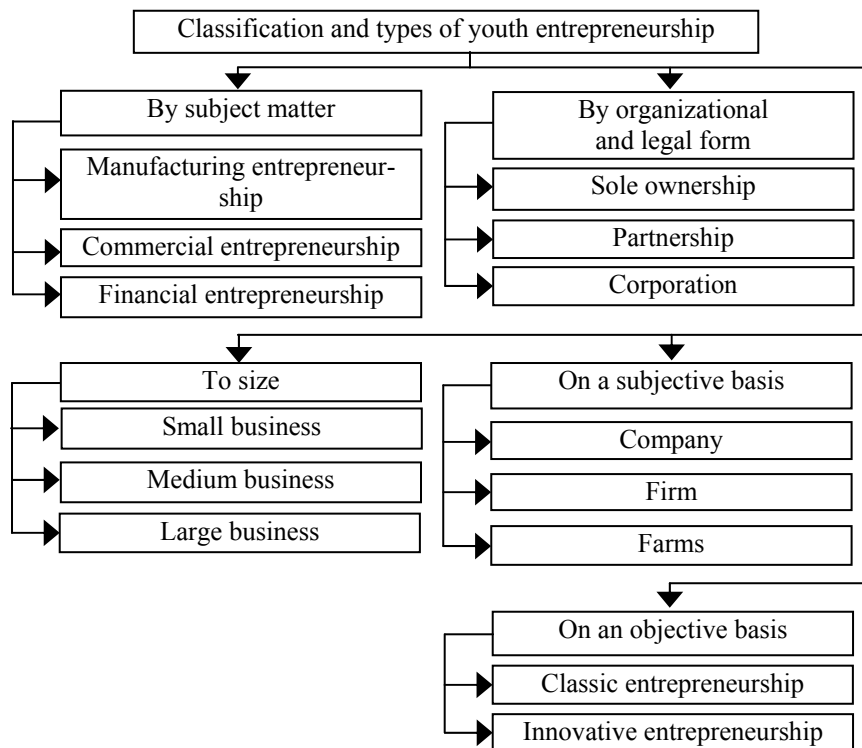 Classification and types of youth entrepreneurship
By subject matter
Manufacturing entrepreneur-
ship
Commercial entrepreneurship
Financial entrepreneurship
By organizational
and legal form
Sole ownership
Partnership
Corporation
To size
Small business
Medium business
Large business
On a subjective basis
Company
Firm
Farms
On an objective basis
Classic entrepreneurship
Innovative entrepreneurship